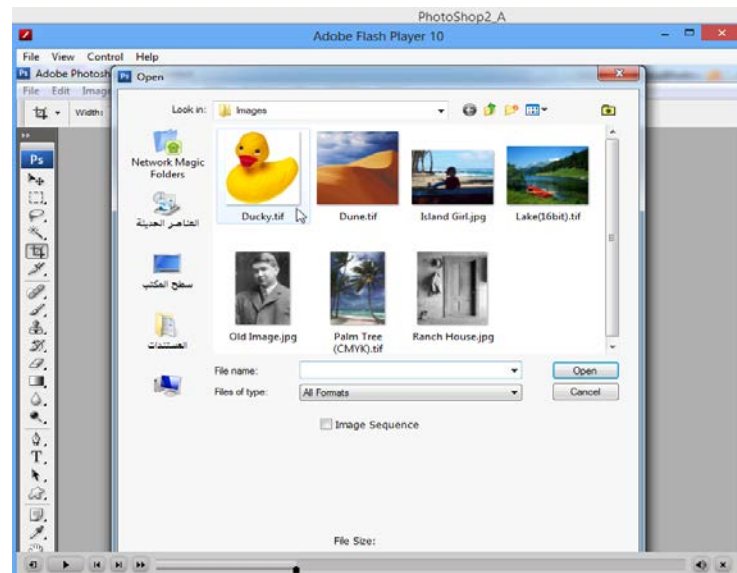 PhotoShop2_A
Adobe Flash Player 10
File View Control Help
Ps Adobe Photosh
Ps Open
File Edit Image
Width:
Look in: Images
Ps
Network Magic
Folders
العناصر الحديثة
سطح المكتب
المستندات
Ducky.tif
Dune.tif
Island Girl.jpg
Lake(16bit).tif
Old Image.jpg
Palm Tree
(CMYK).tif
Ranch House.jpg
File name:
Open
Files of type: All Formats
Cancel
Image Sequence
File Size: